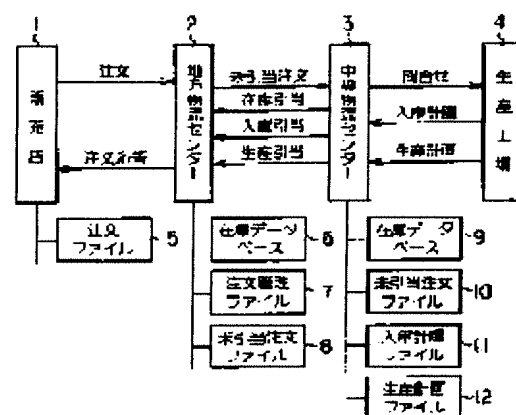 1
2
3
4
販売店
地方物流センター
中央物流センター
生産工場
注文
注文回答
未引当注文
在庫引当
入庫引当
生産引当
問合せ
入庫計画
生産計画
注文
ファイル
5
在庫データ
ベース
6
注文管理
ファイル
7
未引当注文
ファイル
8
在庫データ
ベース
9
未引当注文
ファイル
10
入庫計画
ファイル
11
生産計画
ファイル
12